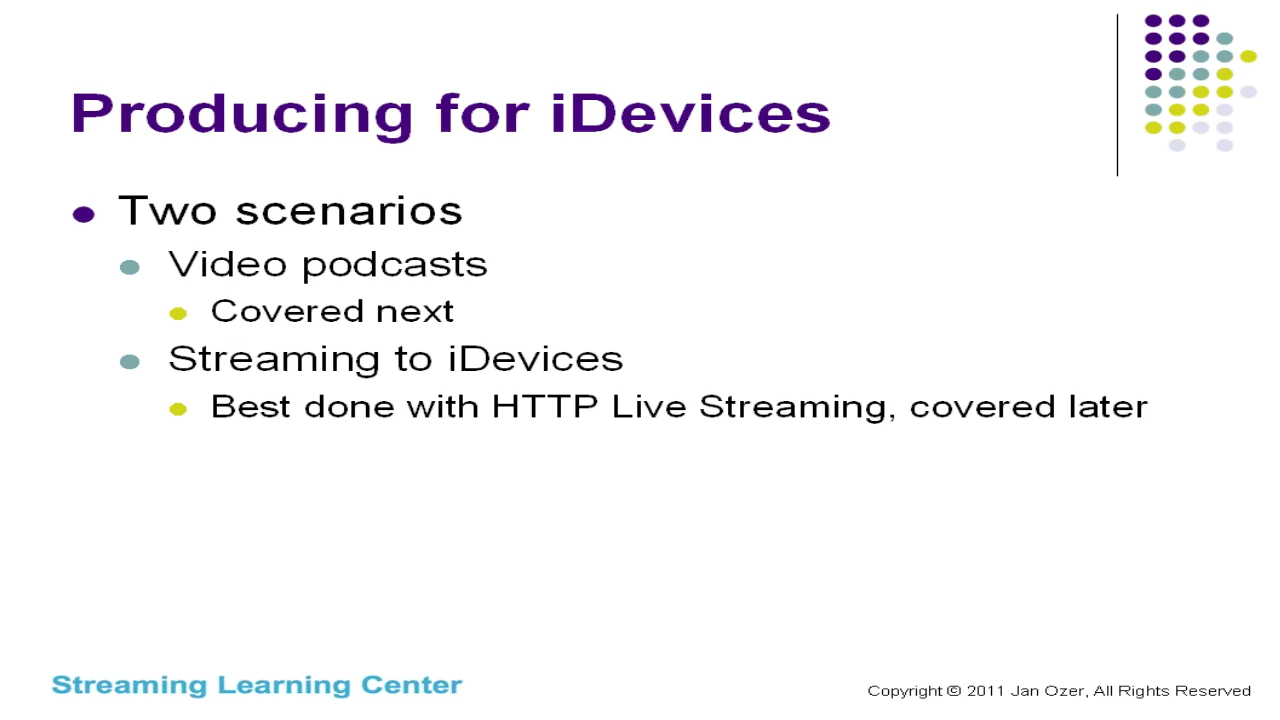 Producing for iDevices
Two scenarios
Video podcasts
Covered next
Streaming to iDevices
Best done with HTTP Live Streaming, covered later
Streaming Learning Center
Copyright © 2011 Jan Ozer, All Rights Reserved